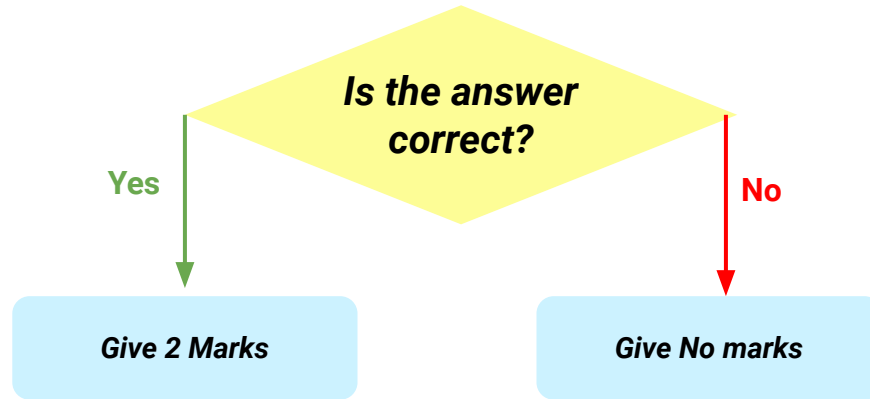 Is the answer
correct?
Yes
No
Give 2 Marks
Give No marks